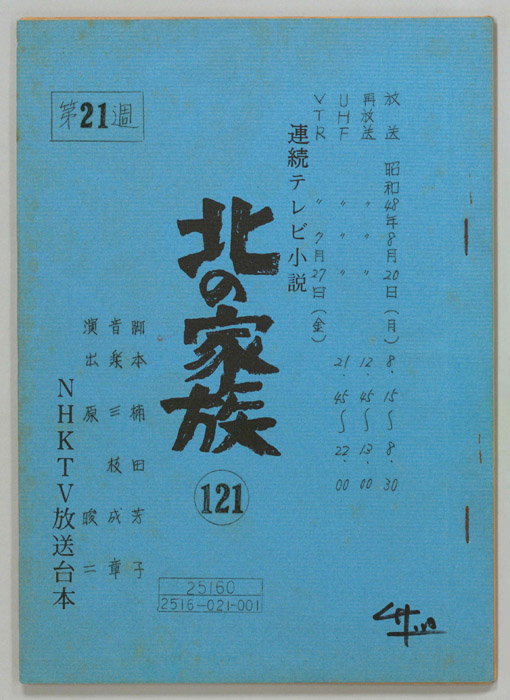 第21週
放送 昭和48年8月20日(月) 8.15〜8.30
再放送 〃 〃 〃 12.45〜13.00
UHF 〃 〃 〃 21.45〜22.00
VTR 〃 7月27日(金)
連続テレビ小説
北の家族
121
脚本 楠田芳子
音楽 三枝成章
演出 原 嗳二
NHKTV放送台本
25160
2516-021-001